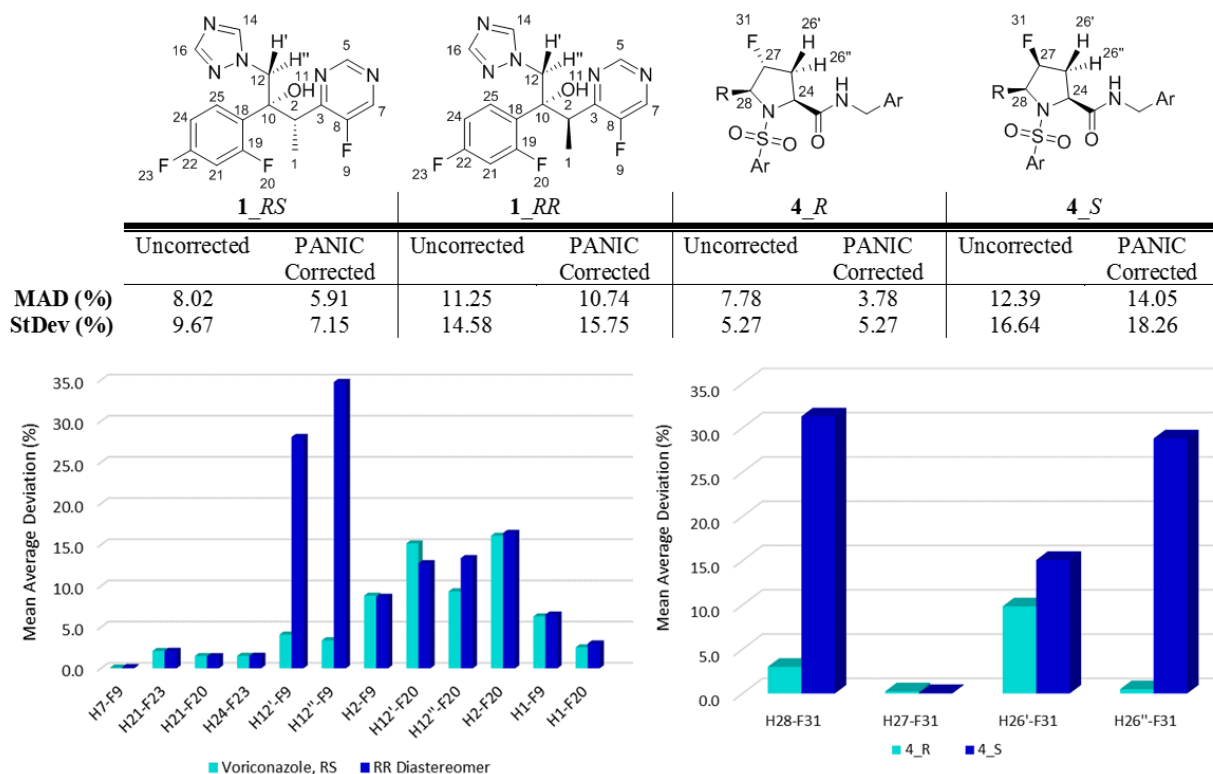 14 H' H'' 5
N N N N
16 N 12 11 OH N
25 2 3 7
24 18 10 8
19 F
22 F 1 9
F 21 20
23
14 H' H'' 5
N N N N
16 N 12 11 OH N
25 2 3 7
24 18 10 8
19 F
22 F 1 9
F 21 20
23
31 26'
F H
27 H 26''
R 24 H
28 N N Ar
O S O
O
Ar
31 26'
F H
27 H 26''
R 24 H
28 N N Ar
O S O
O
Ar
1_RS 1_RR 4_R 4_S
Uncorrected PANIC Corrected Uncorrected PANIC Corrected Uncorrected PANIC Corrected Uncorrected PANIC Corrected
MAD (%) 8.02 5.91 11.25 10.74 7.78 3.78 12.39 14.05
StDev (%) 9.67 7.15 14.58 15.75 5.27 5.27 16.64 18.26
Mean Average Deviation (%)
35.0
30.0
25.0
20.0
15.0
10.0
5.0
0.0
H7-F9 H21-F23 H21-F20 H24-F23 H12'-F9 H12''-F9 H2-F9 H12'-F20 H12''-F20 H2-F20 H1-F9 H1-F20
Voriconazole, RS RR Diastereomer
Mean Average Deviation (%)
35.0
30.0
25.0
20.0
15.0
10.0
5.0
0.0
H28-F31 H27-F31 H26'-F31 H26''-F31
4_R 4_S